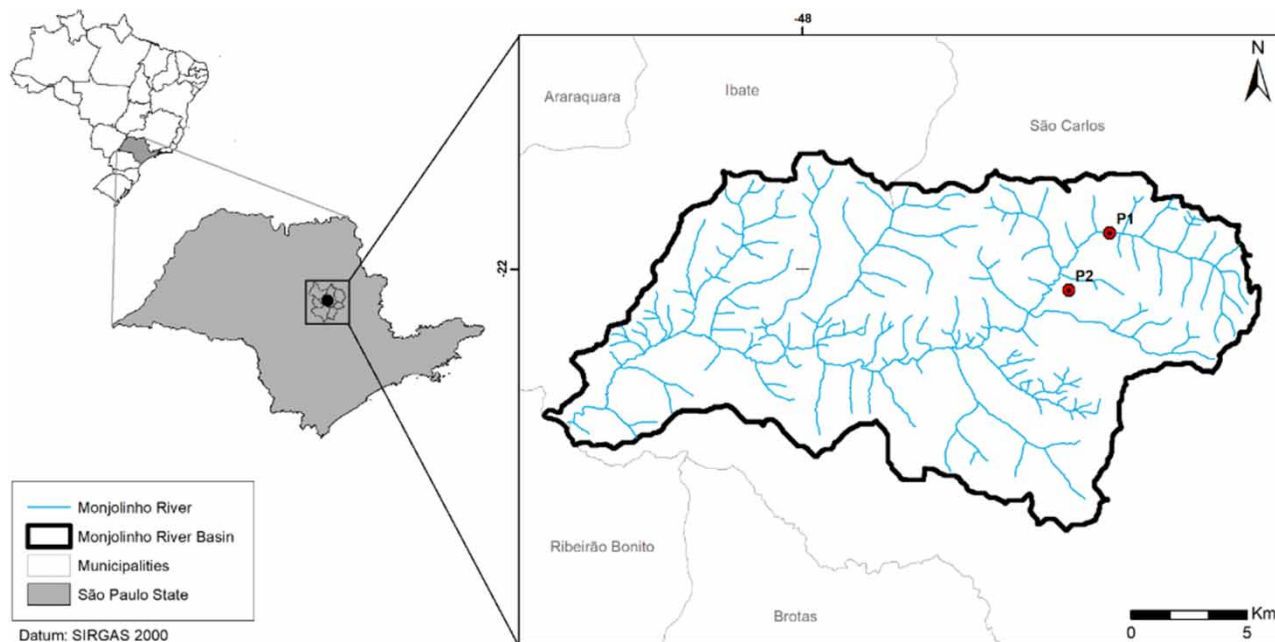 -48
N
Araraquara
Ibate
São Carlos
P1
-22
P2
Monjolinho River
Monjolinho River Basin
Municipalities
São Paulo State
Ribeirão Bonito
Brotas
Km
0 5
Datum: SIRGAS 2000